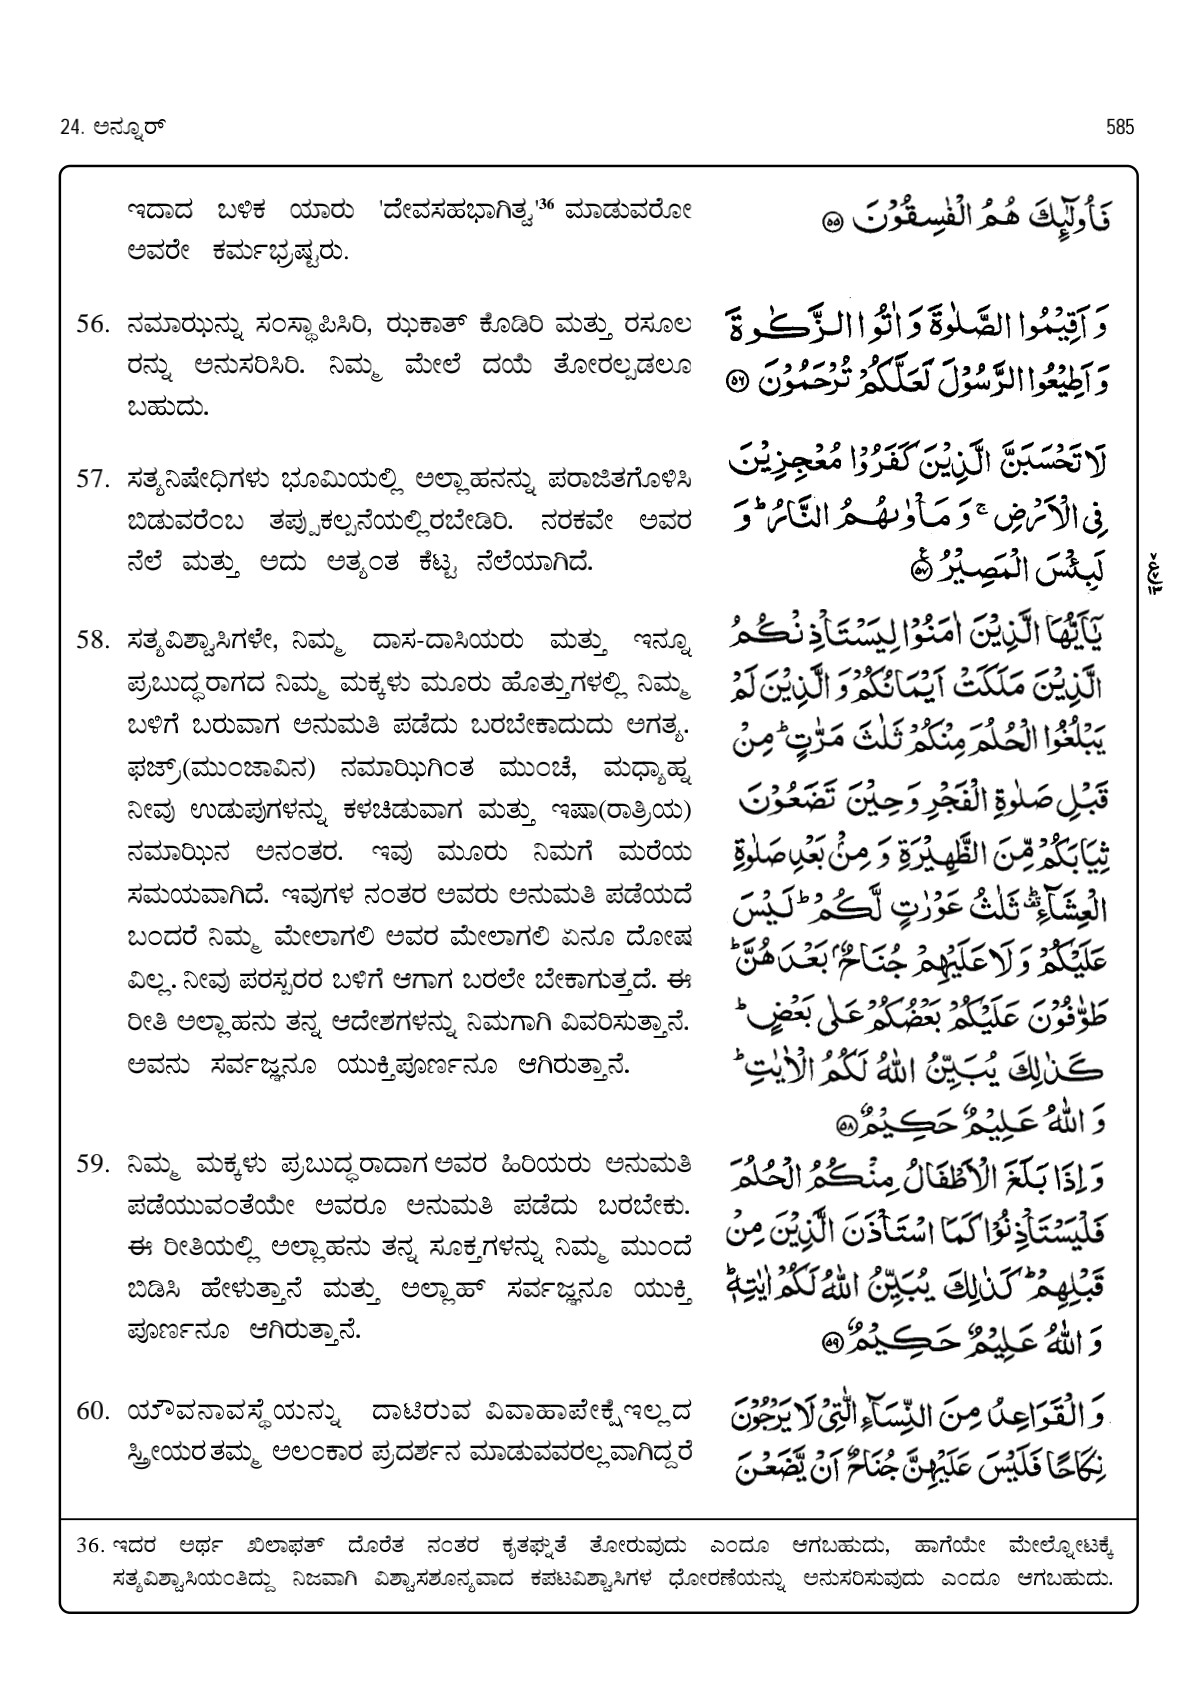 24. ಅನ್ನೂರ್
585
ಇದಾದ ಬಳಿಕ ಯಾರು 'ದೇವಸಹಭಾಗಿತ್ವ'36 ಮಾಡುವರೋ
ಅವರೇ ಕರ್ಮಭ್ರಷ್ಟರು.
56. ನಮಾಝನ್ನು ಸಂಸ್ಥಾಪಿಸಿರಿ, ಝಕಾತ್ ಕೊಡಿರಿ ಮತ್ತು ರಸೂಲ
ರನ್ನು ಅನುಸರಿಸಿರಿ. ನಿಮ್ಮ ಮೇಲೆ ದಯೆ ತೋರಲ್ಪಡಲೂ
ಬಹುದು.
57. ಸತ್ಯನಿಷೇಧಿಗಳು ಭೂಮಿಯಲ್ಲಿ ಅಲ್ಲಾಹನನ್ನು ಪರಾಜಿತಗೊಳಿಸಿ
ಬಿಡುವರೆಂಬ ತಪ್ಪುಕಲ್ಪನೆಯಲ್ಲಿರಬೇಡಿರಿ. ನರಕವೇ ಅವರ
ನೆಲೆ ಮತ್ತು ಅದು ಅತ್ಯಂತ ಕೆಟ್ಟ ನೆಲೆಯಾಗಿದೆ.
58. ಸತ್ಯವಿಶ್ವಾಸಿಗಳೇ, ನಿಮ್ಮ ದಾಸ-ದಾಸಿಯರು ಮತ್ತು ಇನ್ನೂ
ಪ್ರಬುದ್ಧರಾಗದ ನಿಮ್ಮ ಮಕ್ಕಳು ಮೂರು ಹೊತ್ತುಗಳಲ್ಲಿ ನಿಮ್ಮ
ಬಳಿಗೆ ಬರುವಾಗ ಅನುಮತಿ ಪಡೆದು ಬರಬೇಕಾದುದು ಅಗತ್ಯ.
ಫಜ್ರ್(ಮುಂಜಾವಿನ) ನಮಾಝಿಗಿಂತ ಮುಂಚೆ, ಮಧ್ಯಾಹ್ನ
ನೀವು ಉಡುಪುಗಳನ್ನು ಕಳಚಿಡುವಾಗ ಮತ್ತು ಇಷಾ(ರಾತ್ರಿಯ)
ನಮಾಝಿನ ಅನಂತರ. ಇವು ಮೂರು ನಿಮಗೆ ಮರೆಯ
ಸಮಯವಾಗಿದೆ. ಇವುಗಳ ನಂತರ ಅವರು ಅನುಮತಿ ಪಡೆಯದೆ
ಬಂದರೆ ನಿಮ್ಮ ಮೇಲಾಗಲಿ ಅವರ ಮೇಲಾಗಲಿ ಏನೂ ದೋಷ
ವಿಲ್ಲ. ನೀವು ಪರಸ್ಪರರ ಬಳಿಗೆ ಆಗಾಗ ಬರಲೇ ಬೇಕಾಗುತ್ತದೆ. ಈ
ರೀತಿ ಅಲ್ಲಾಹನು ತನ್ನ ಆದೇಶಗಳನ್ನು ನಿಮಗಾಗಿ ವಿವರಿಸುತ್ತಾನೆ.
ಅವನು ಸರ್ವಜ್ಞನೂ ಯುಕ್ತಿಪೂರ್ಣನೂ ಆಗಿರುತ್ತಾನೆ.
59. ನಿಮ್ಮ ಮಕ್ಕಳು ಪ್ರಬುದ್ಧರಾದಾಗ ಅವರ ಹಿರಿಯರು ಅನುಮತಿ
ಪಡೆಯುವಂತೆಯೇ ಅವರೂ ಅನುಮತಿ ಪಡೆದು ಬರಬೇಕು.
ಈ ರೀತಿಯಲ್ಲಿ ಅಲ್ಲಾಹನು ತನ್ನ ಸೂಕ್ತಗಳನ್ನು ನಿಮ್ಮ ಮುಂದೆ
ಬಿಡಿಸಿ ಹೇಳುತ್ತಾನೆ ಮತ್ತು ಅಲ್ಲಾಹ್ ಸರ್ವಜ್ಞನೂ ಯುಕ್ತಿ
ಪೂರ್ಣನೂ ಆಗಿರುತ್ತಾನೆ.
60. ಯೌವನಾವಸ್ಥೆಯನ್ನು ದಾಟಿರುವ ವಿವಾಹಾಪೇಕ್ಷೆಇಲ್ಲದ
ಸ್ತ್ರೀಯರ ತಮ್ಮ ಅಲಂಕಾರ ಪ್ರದರ್ಶನ ಮಾಡುವವರಲ್ಲವಾಗಿದ್ದರೆ
فَأُولٰٓئِكَ هُمُ الْفٰسِقُوْنَ ۝٥٥
وَاَقِيْمُوا الصَّلٰوةَ وَاٰتُوا الزَّكٰوةَ
وَاَطِيْعُوا الرَّسُوْلَ لَعَلَّكُمْ تُرْحَمُوْنَ ۝٥٦
لَا تَحْسَبَنَّ الَّذِيْنَ كَفَرُوْا مُعْجِزِيْنَ
فِى الْاَرْضِ ۚ وَمَاْوٰىهُمُ النَّارُ ؕ وَ
لَبِئْسَ الْمَصِيْرُ ۝٥٧
يٰۤاَيُّهَا الَّذِيْنَ اٰمَنُوْا لِيَسْتَاْذِنْكُمُ
الَّذِيْنَ مَلَكَتْ اَيْمَانُكُمْ وَالَّذِيْنَ لَمْ
يَبْلُغُوا الْحُلُمَ مِنْكُمْ ثَلٰثَ مَرّٰتٍ ؕ مِنْ
قَبْلِ صَلٰوةِ الْفَجْرِ وَحِيْنَ تَضَعُوْنَ
ثِيَابَكُمْ مِّنَ الظَّهِيْرَةِ وَمِنْۢ بَعْدِ صَلٰوةِ
الْعِشَآءِ ؕ ثَلٰثُ عَوْرٰتٍ لَّكُمْ ؕ لَيْسَ
عَلَيْكُمْ وَلَا عَلَيْهِمْ جُنَاحٌۢ بَعْدَهُنَّ ؕ
طَوّٰفُوْنَ عَلَيْكُمْ بَعْضُكُمْ عَلٰى بَعْضٍ ؕ
كَذٰلِكَ يُبَيِّنُ اللّٰهُ لَكُمُ الْاٰيٰتِ ؕ
وَاللّٰهُ عَلِيْمٌ حَكِيْمٌ ۝٥٨
وَاِذَا بَلَغَ الْاَطْفَالُ مِنْكُمُ الْحُلُمَ
فَلْيَسْتَاْذِنُوْا كَمَا اسْتَاْذَنَ الَّذِيْنَ مِنْ
قَبْلِهِمْ ؕ كَذٰلِكَ يُبَيِّنُ اللّٰهُ لَكُمْ اٰيٰتِهٖ ؕ
وَاللّٰهُ عَلِيْمٌ حَكِيْمٌ ۝٥٩
وَالْقَوَاعِدُ مِنَ النِّسَآءِ الّٰتِىْ لَا يَرْجُوْنَ
نِكَاحًا فَلَيْسَ عَلَيْهِنَّ جُنَاحٌ اَنْ يَّضَعْنَ
36. ಇದರ ಅರ್ಥ ಖಿಲಾಫತ್ ದೊರೆತ ನಂತರ ಕೃತಘ್ನತೆ ತೋರುವುದು ಎಂದೂ ಆಗಬಹುದು, ಹಾಗೆಯೇ ಮೇಲ್ನೋಟಕ್ಕೆ
ಸತ್ಯವಿಶ್ವಾಸಿಯಂತಿದ್ದು ನಿಜವಾಗಿ ವಿಶ್ವಾಸಶೂನ್ಯವಾದ ಕಪಟವಿಶ್ವಾಸಿಗಳ ಧೋರಣೆಯನ್ನು ಅನುಸರಿಸುವುದು ಎಂದೂ ಆಗಬಹುದು.